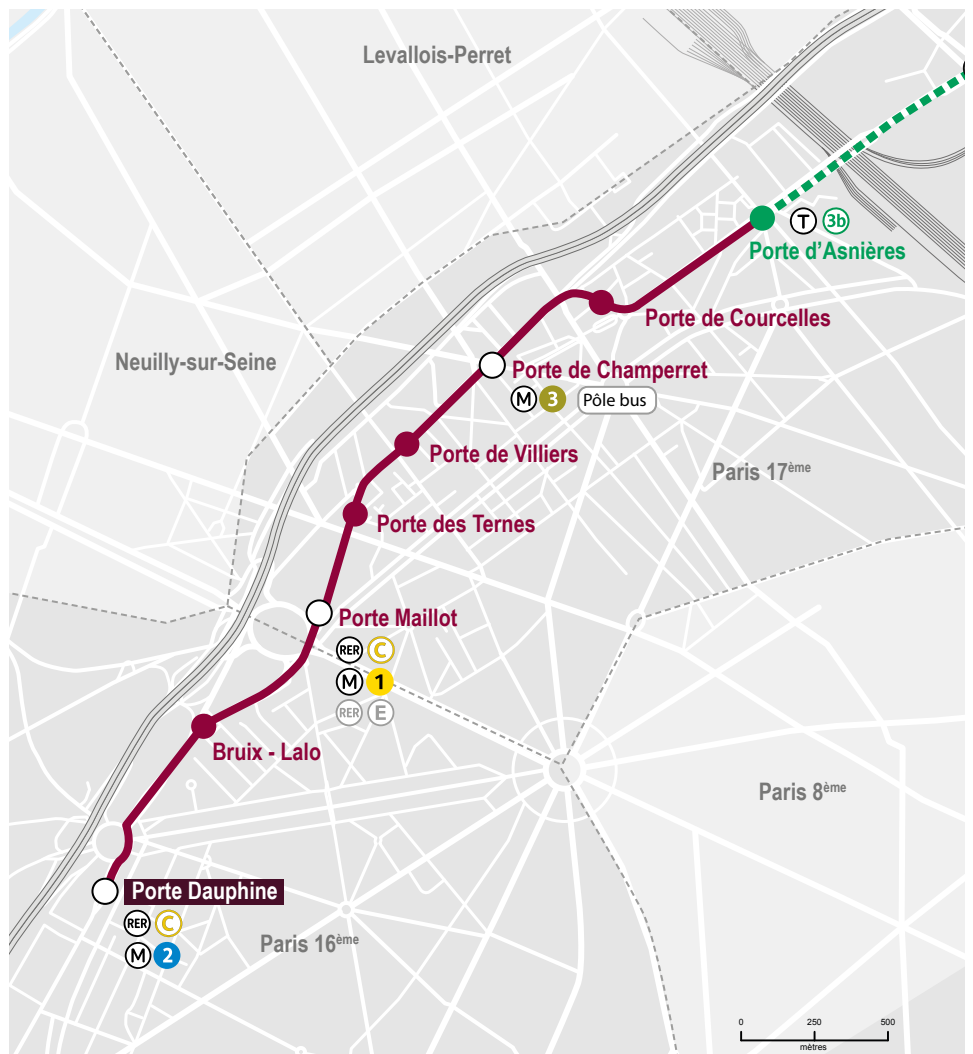 Levallois-Perret
T 3b
Porte d'Asnières
Porte de Courcelles
Neuilly-sur-Seine
Porte de Champerret
M 3 Pôle bus
Porte de Villiers
Paris 17ème
Porte des Ternes
Porte Maillot
RER C
M 1
RER E
Bruix - Lalo
Paris 8ème
Porte Dauphine
RER C
M 2
Paris 16ème
0 250 500
mètres